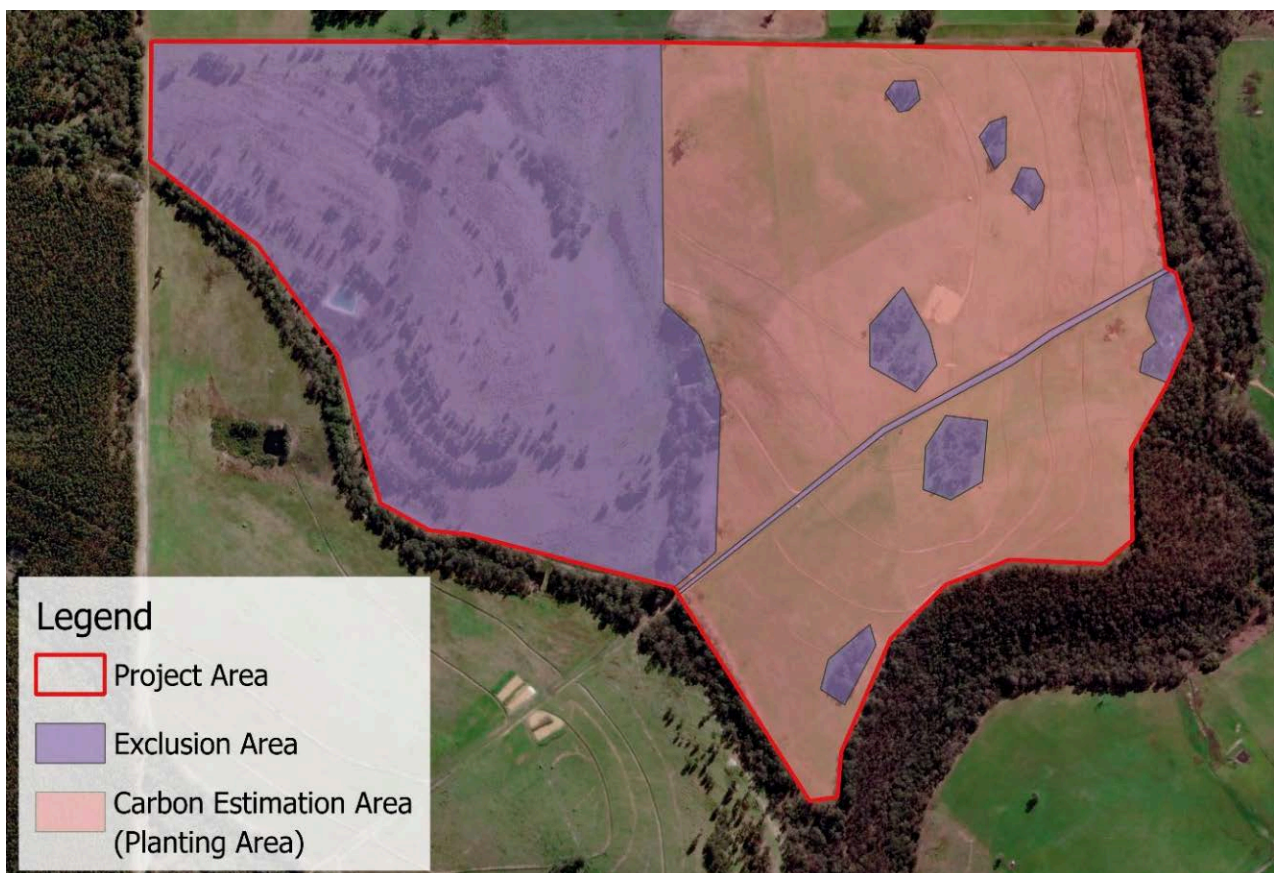 Legend
Project Area
Exclusion Area
Carbon Estimation Area
(Planting Area)